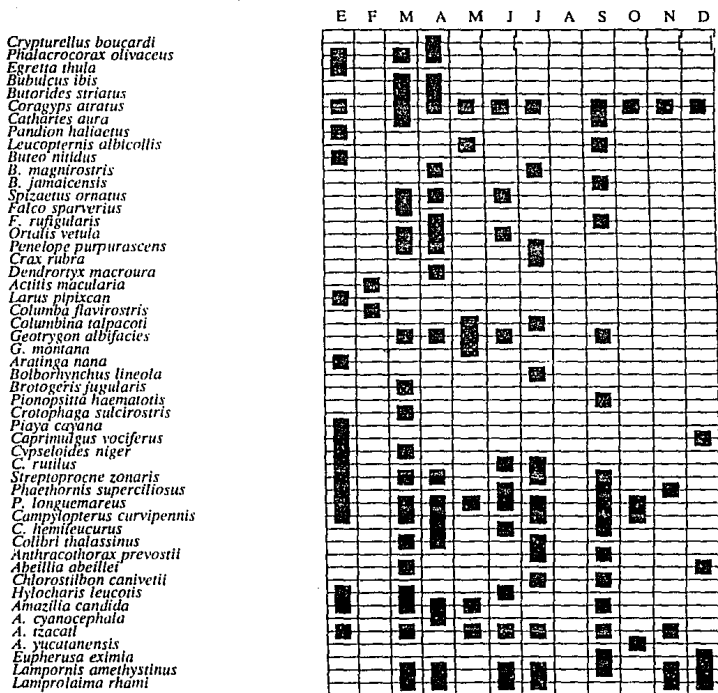 E F M A M J J A S O N D
Crypturellus boucardi
Phalacrocorax olivaceus
Egretta thula
Bubulcus ibis
Butorides striatus
Coragyps atratus
Cathartes aura
Pandion haliaetus
Leucopternis albicollis
Buteo nitidus
B. magnirostris
B. jamaicensis
Spizaetus ornatus
Falco sparverius
F. rufigularis
Ortalis vetula
Penelope purpurascens
Crax rubra
Dendrortyx macroura
Actitis macularia
Larus pipixcan
Columba flavirostris
Columbina talpacoti
Geotrygon albifacies
G. montana
Aratinga nana
Bolborhynchus lineola
Brotogeris jugularis
Pionopsitta haematotis
Crotophaga sulcirostris
Piaya cayana
Caprimulgus vociferus
Cypseloides niger
C. rutilus
Streptoprocne zonaris
Phaethornis superciliosus
P. longuemareus
Campylopterus curvipennis
C. hemileucurus
Colibri thalassinus
Anthracothorax prevostii
Abeillia abeillei
Chlorostilbon canivetii
Hylocharis leucotis
Amazilia candida
A. cyanocephala
A. tzacatl
A. yucatanensis
Eupherusa eximia
Lampornis amethystinus
Lamprolaima rhami